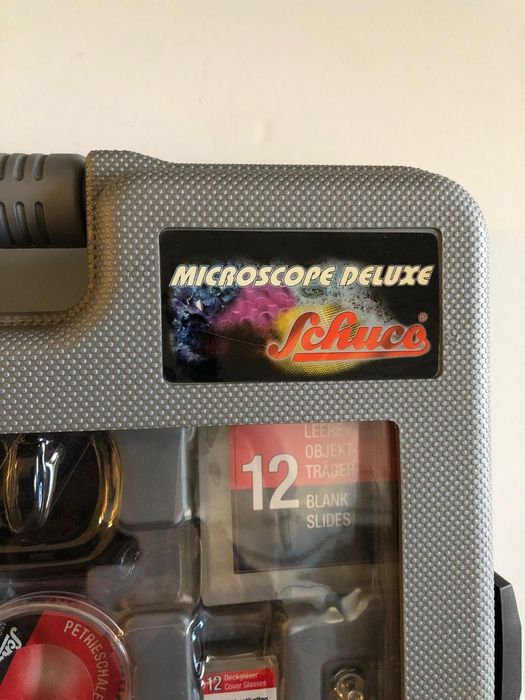 MICROSCOPE DELUXE
Schuco ®
LEERE
OBJEKT-
TRÄGER
12
BLANK
SLIDES
PETRIESCHALE
12 Deckgläser
Cover Glasses